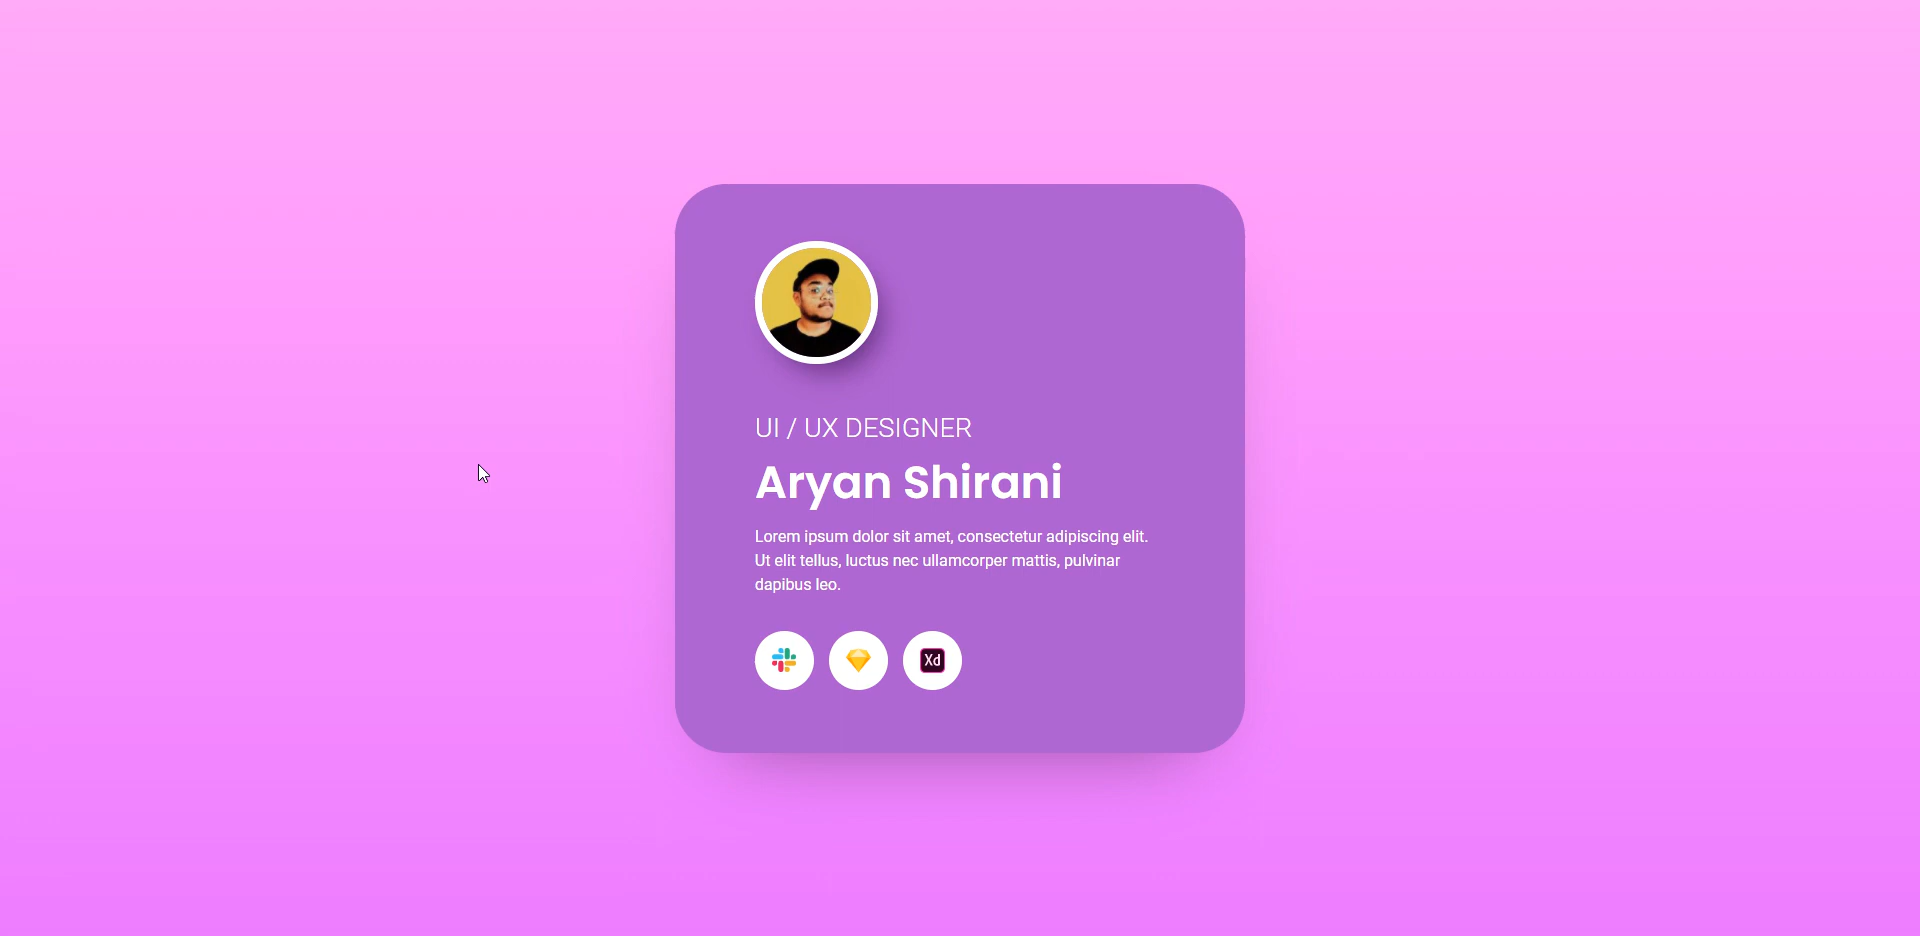 UI / UX DESIGNER
Aryan Shirani
Lorem ipsum dolor sit amet, consectetur adipiscing elit.
Ut elit tellus, luctus nec ullamcorper mattis, pulvinar
dapibus leo.
Xd